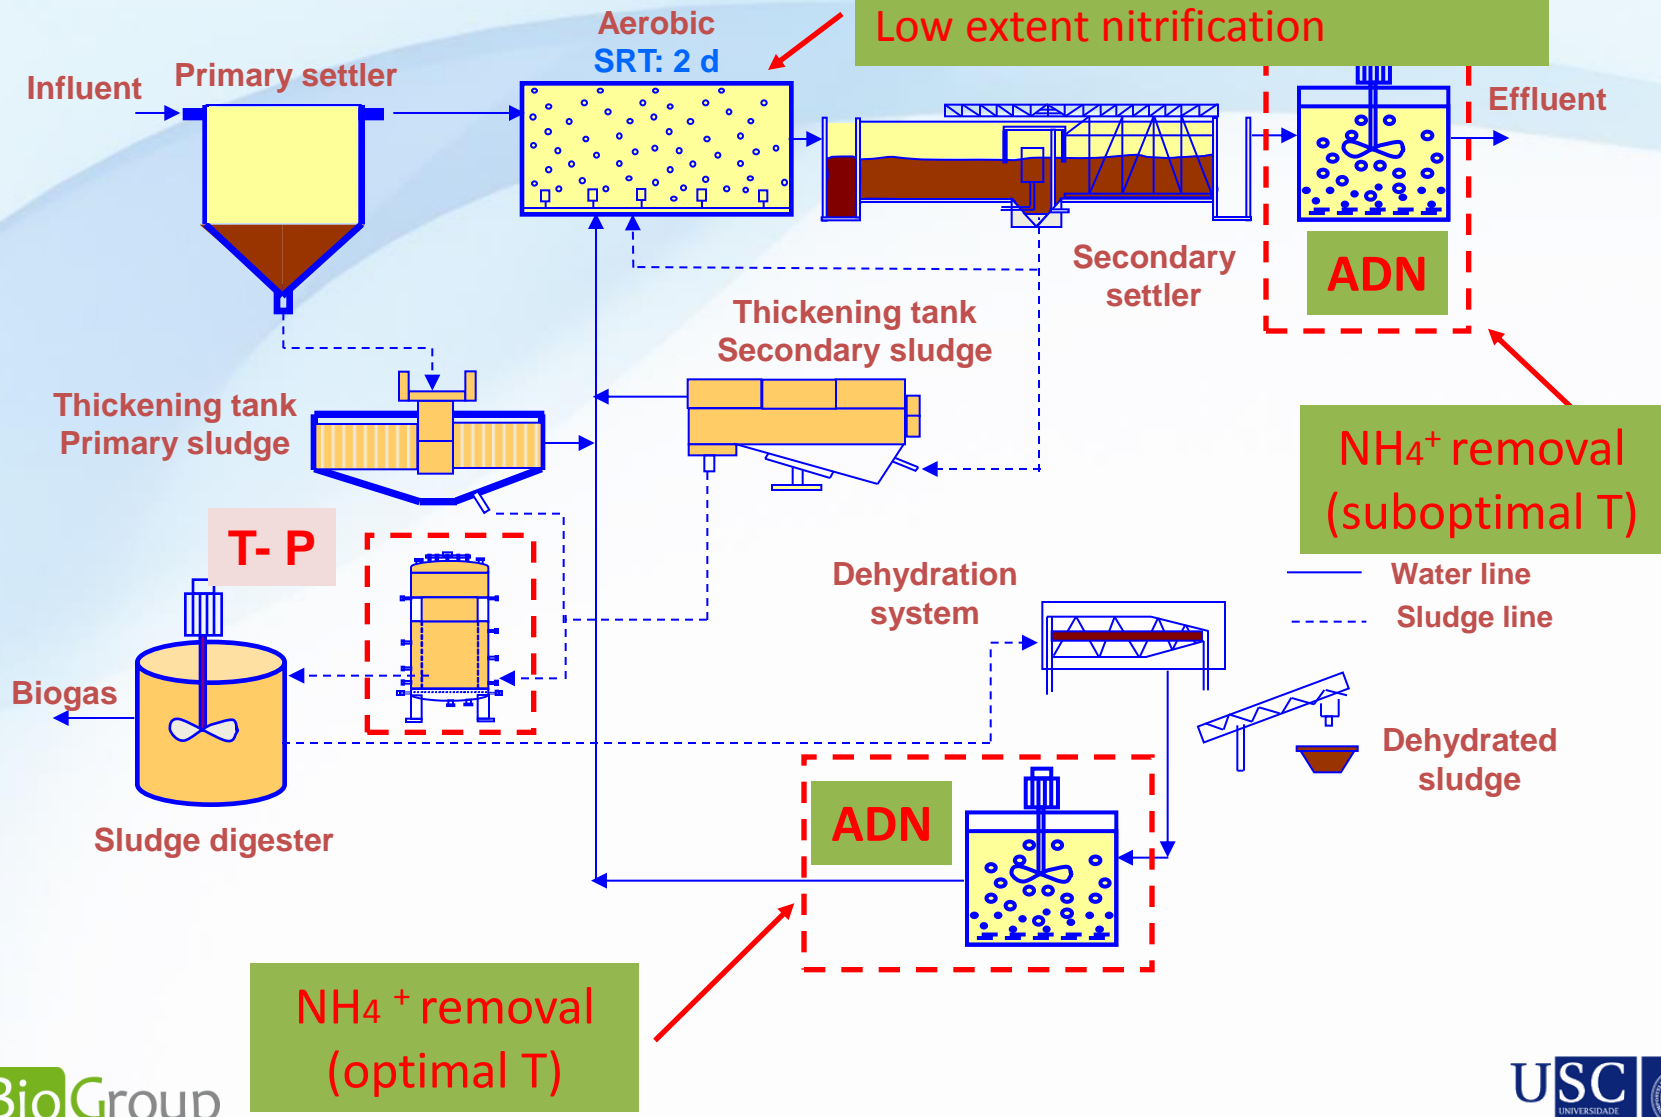 Low extent nitrification
Aerobic
SRT: 2 d
Influent
Primary settler
Effluent
ADN
Secondary
settler
Thickening tank
Secondary sludge
Thickening tank
Primary sludge
NH4+ removal
(suboptimal T)
T- P
Dehydration
system
Water line
Sludge line
Biogas
Dehydrated
sludge
ADN
Sludge digester
NH4 + removal
(optimal T)
BioGroup
USC
UNIVERSIDADE